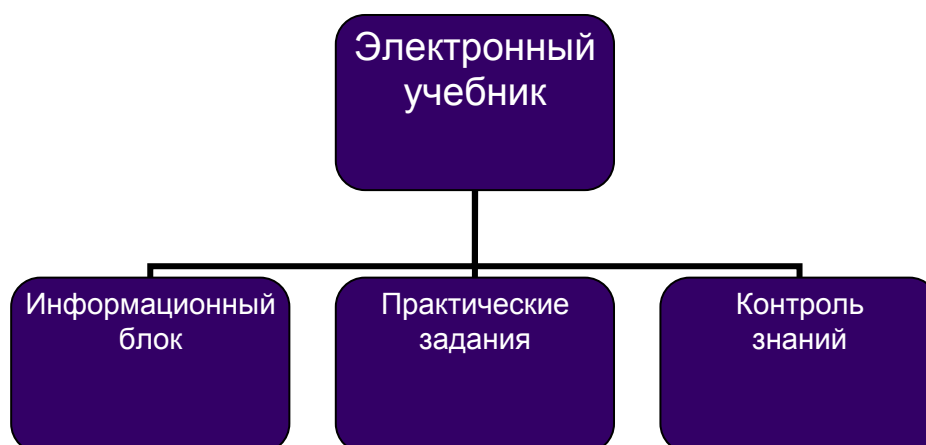 Электронный
учебник
Информационный
блок
Практические
задания
Контроль
знаний